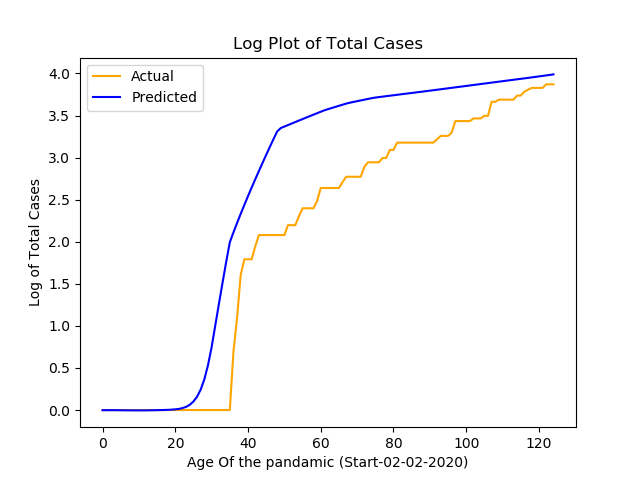 Log Plot of Total Cases
Actual
Predicted
4.0
3.5
3.0
2.5
2.0
1.5
1.0
0.5
0.0
Log of Total Cases
0 20 40 60 80 100 120
Age Of the pandamic (Start-02-02-2020)